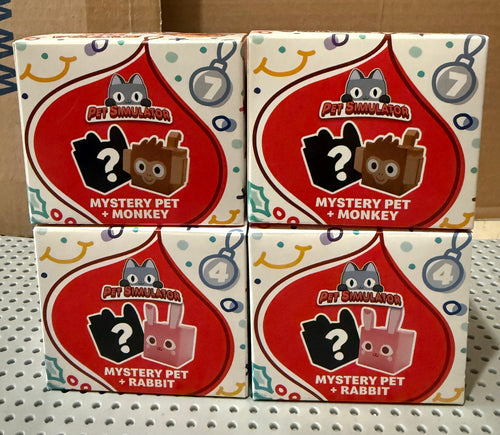 7
PET SIMULATOR
?
MYSTERY PET
+ MONKEY
7
PET SIMULATOR
?
MYSTERY PET
+ MONKEY
4
PET SIMULATOR
?
MYSTERY PET
+ RABBIT
4
PET SIMULATOR
?
MYSTERY PET
+ RABBIT